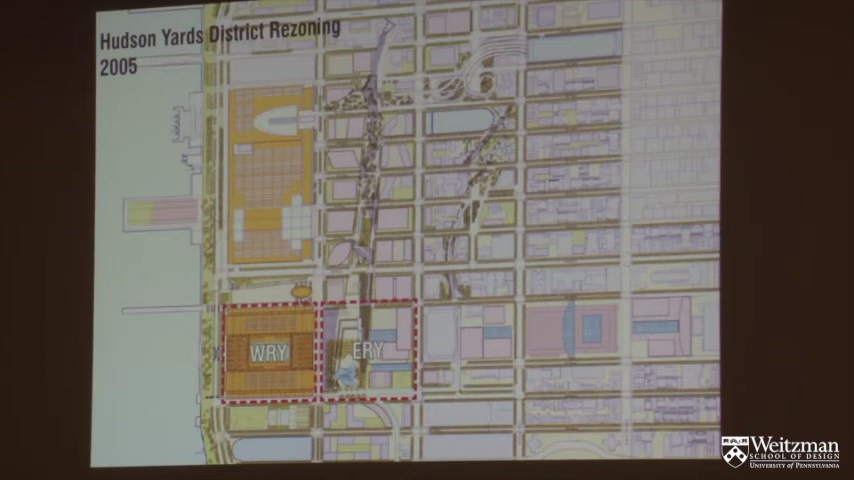 Hudson Yards District Rezoning
2005
WRY
ERY
Weitzman
SCHOOL OF DESIGN
UNIVERSITY OF PENNSYLVANIA